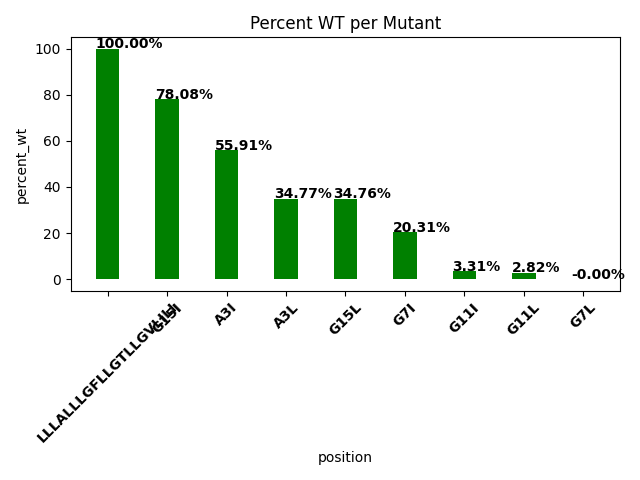 Percent WT per Mutant
100.00%
78.08%
55.91%
34.77%
34.76%
20.31%
3.31%
2.82%
-0.00%
percent_wt
100
80
60
40
20
0
G15I
A3I
A3L
G15L
G7I
G11I
G11L
G7L
position